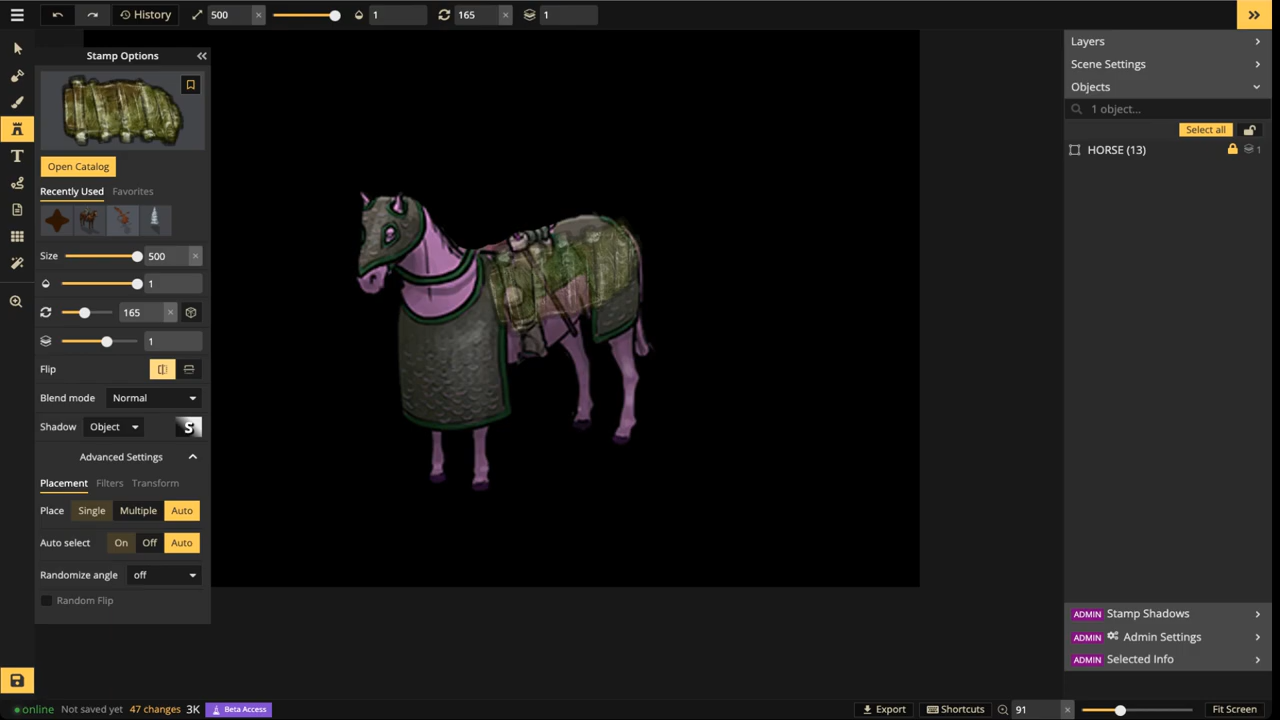 History
500
1
165
1
Stamp Options
Open Catalog
Recently Used
Favorites
Size
500
1
165
1
Flip
Blend mode
Normal
Shadow
Object
S
Advanced Settings
Placement
Filters
Transform
Place
Single
Multiple
Auto
Auto select
On
Off
Auto
Randomize angle
off
Random Flip
Layers
Scene Settings
Objects
1 object...
Select all
HORSE (13)
1
ADMIN Stamp Shadows
ADMIN Admin Settings
ADMIN Selected Info
online
Not saved yet
47 changes
3K
Beta Access
Export
Shortcuts
91
Fit Screen